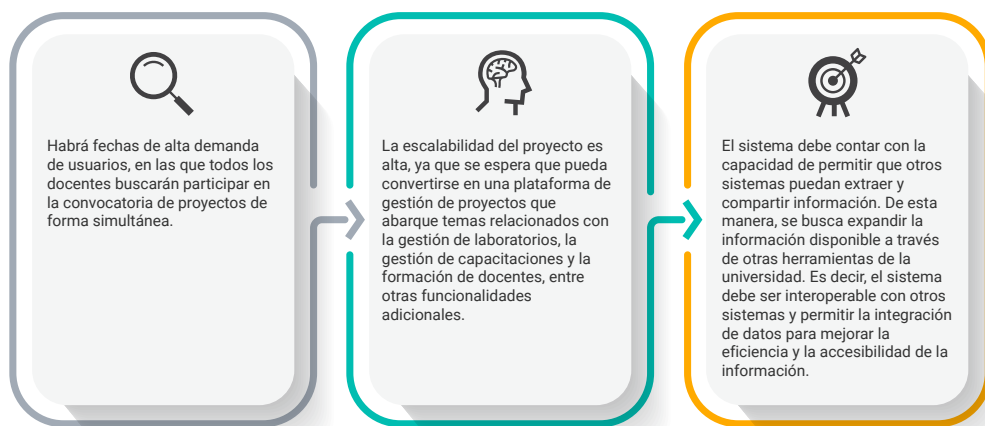 Habrá fechas de alta demanda
de usuarios, en las que todos los
docentes buscarán participar en
la convocatoria de proyectos de
forma simultánea.
La escalabilidad del proyecto es
alta, ya que se espera que pueda
convertirse en una plataforma de
gestión de proyectos que
abarque temas relacionados con
la gestión de laboratorios, la
gestión de capacitaciones y la
formación de docentes, entre
otras funcionalidades
adicionales.
El sistema debe contar con la
capacidad de permitir que otros
sistemas puedan extraer y
compartir información. De esta
manera, se busca expandir la
información disponible a través
de otras herramientas de la
universidad. Es decir, el sistema
debe ser interoperable con otros
sistemas y permitir la integración
de datos para mejorar la
eficiencia y la accesibilidad de la
información.